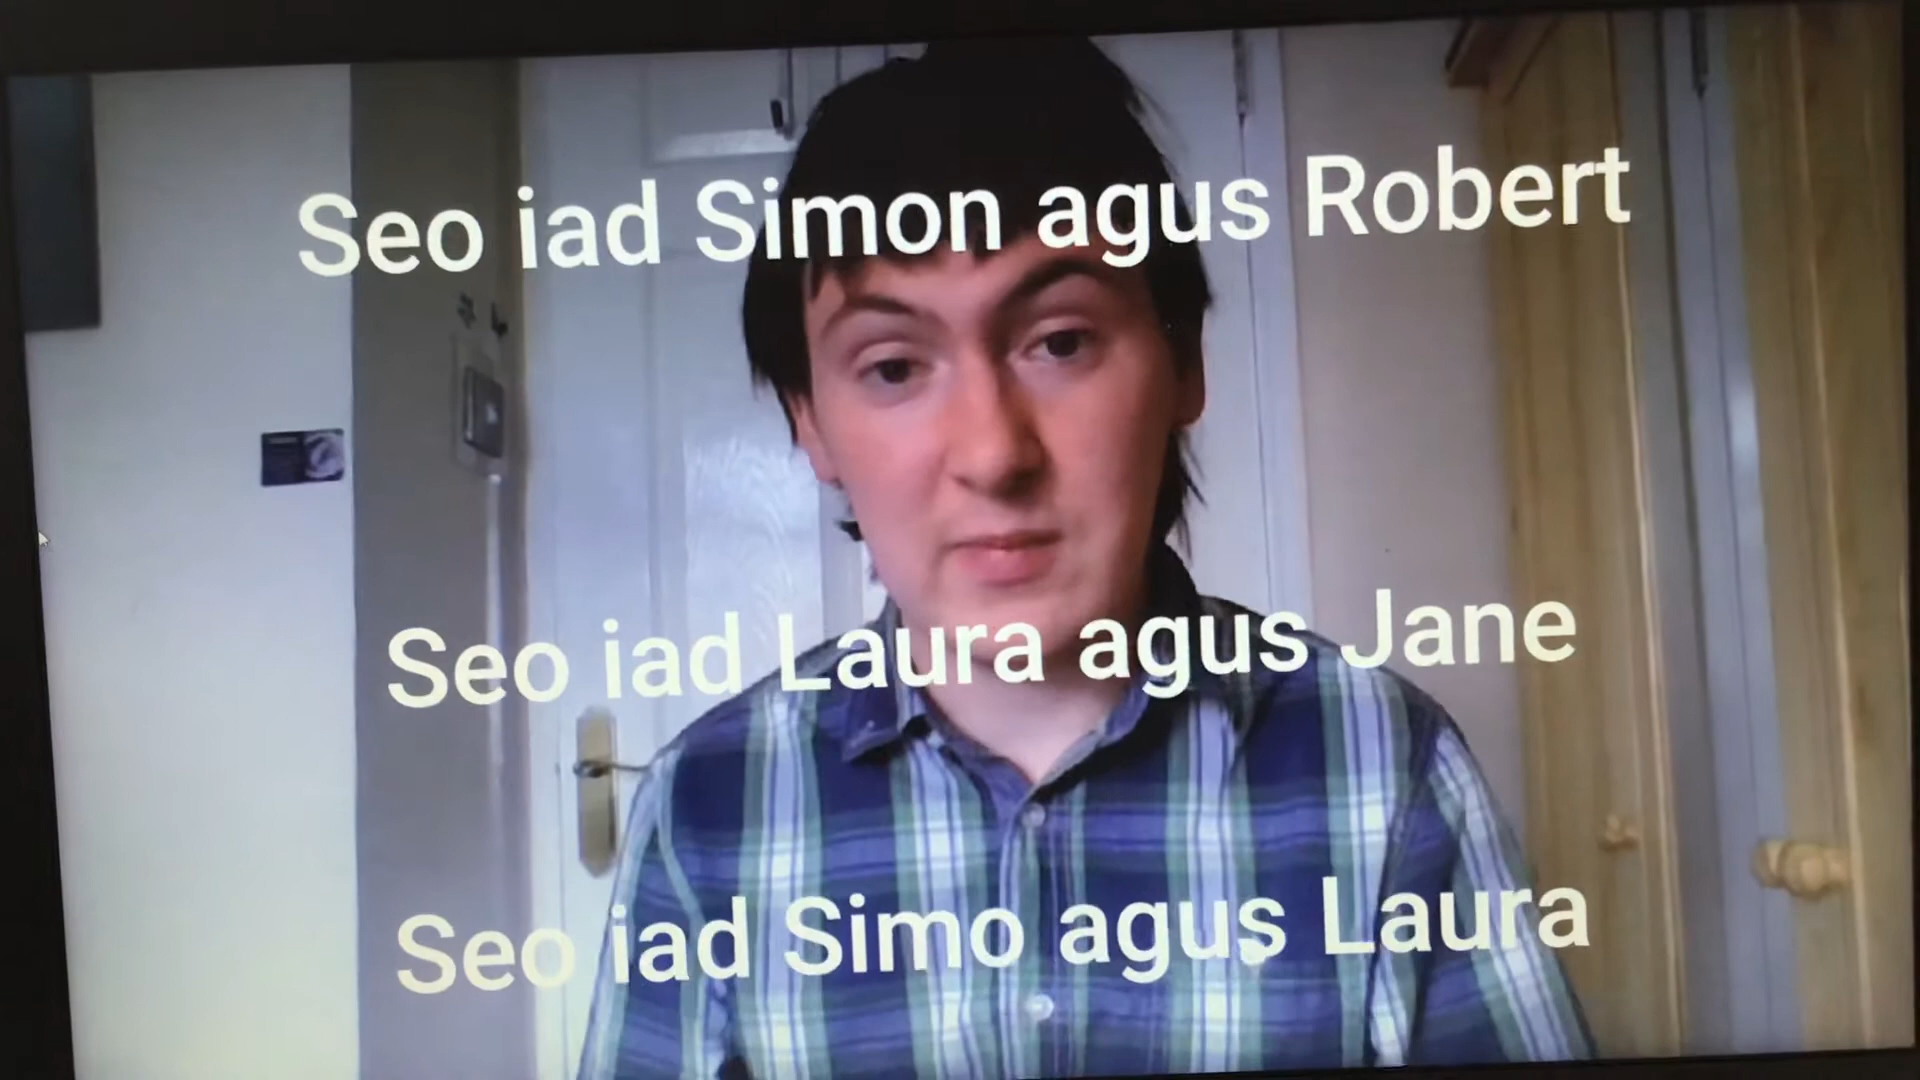 Seo iad Simon agus Robert
Seo iad Laura agus Jane
Seo iad Simo agus Laura